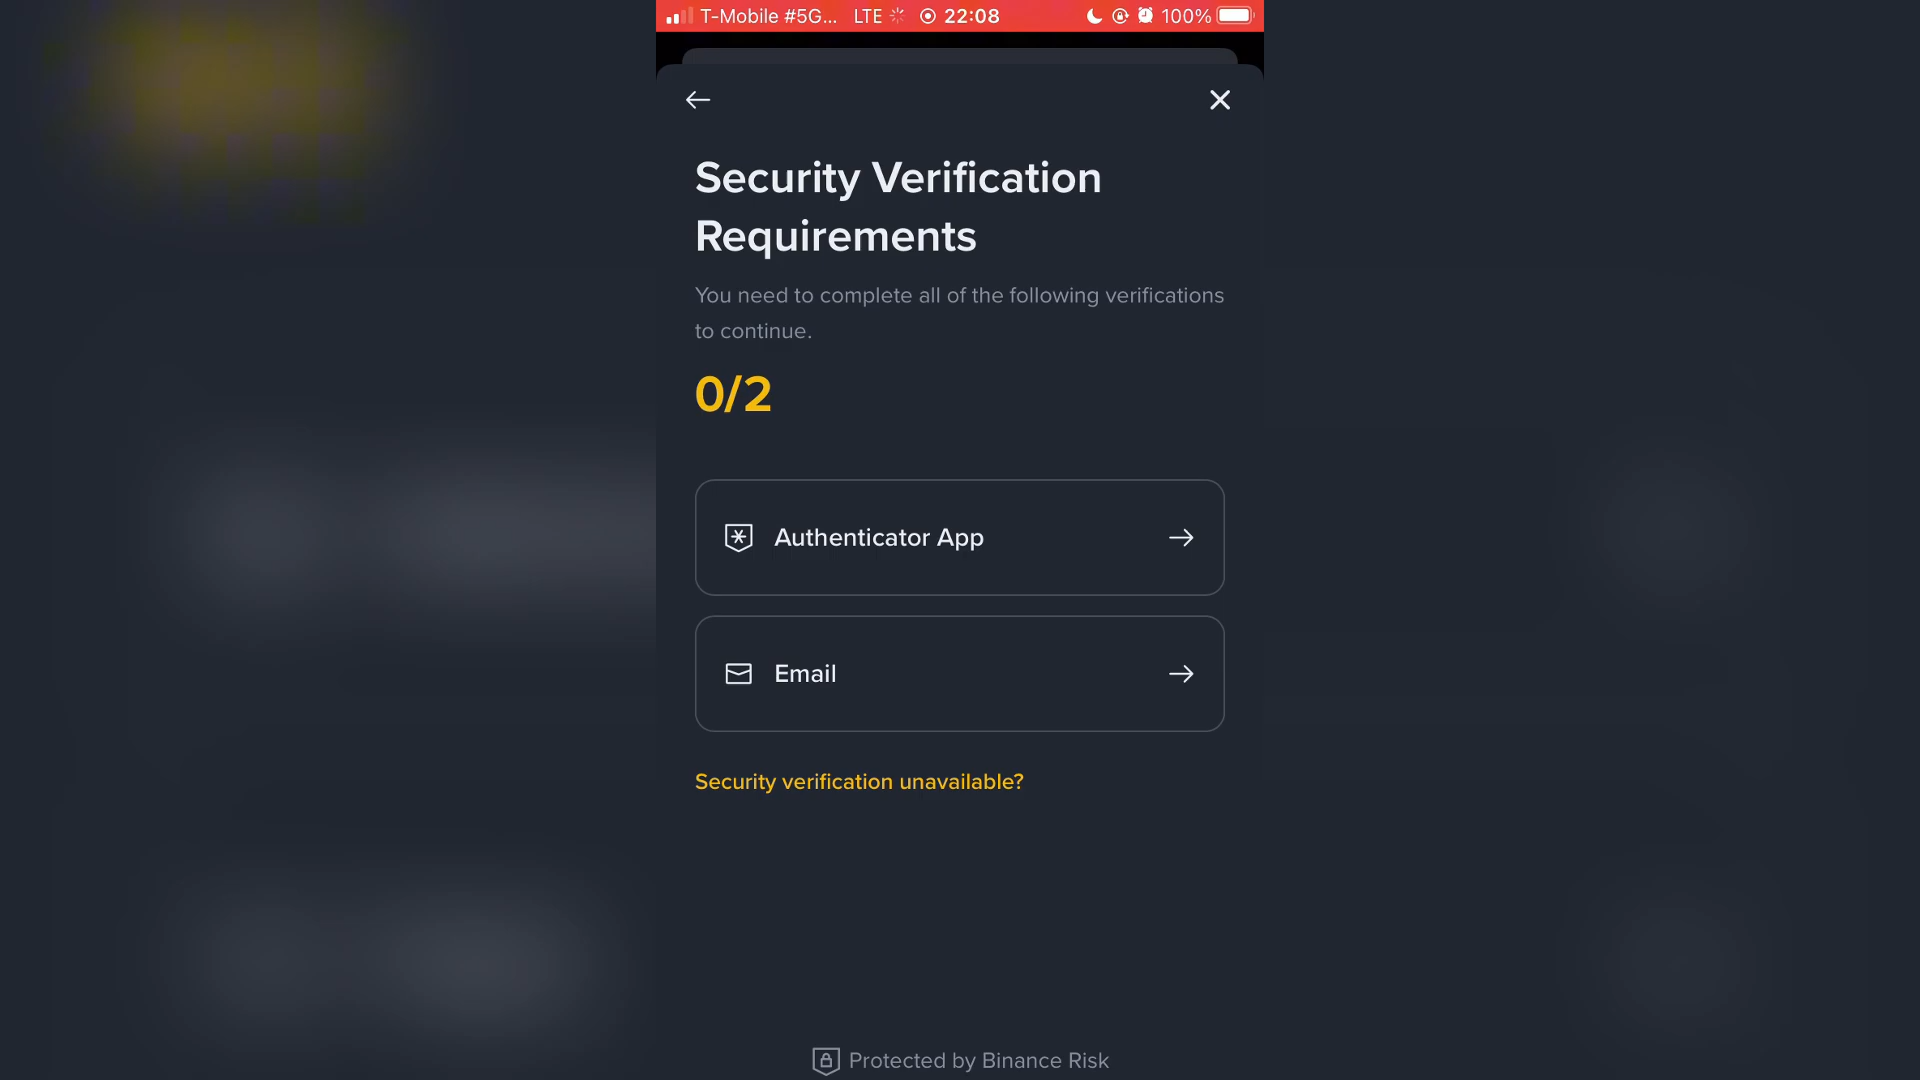 T-Mobile #5G... LTE 22:08 100%
Security Verification
Requirements
You need to complete all of the following verifications
to continue.
0/2
Authenticator App
Email
Security verification unavailable?
Protected by Binance Risk